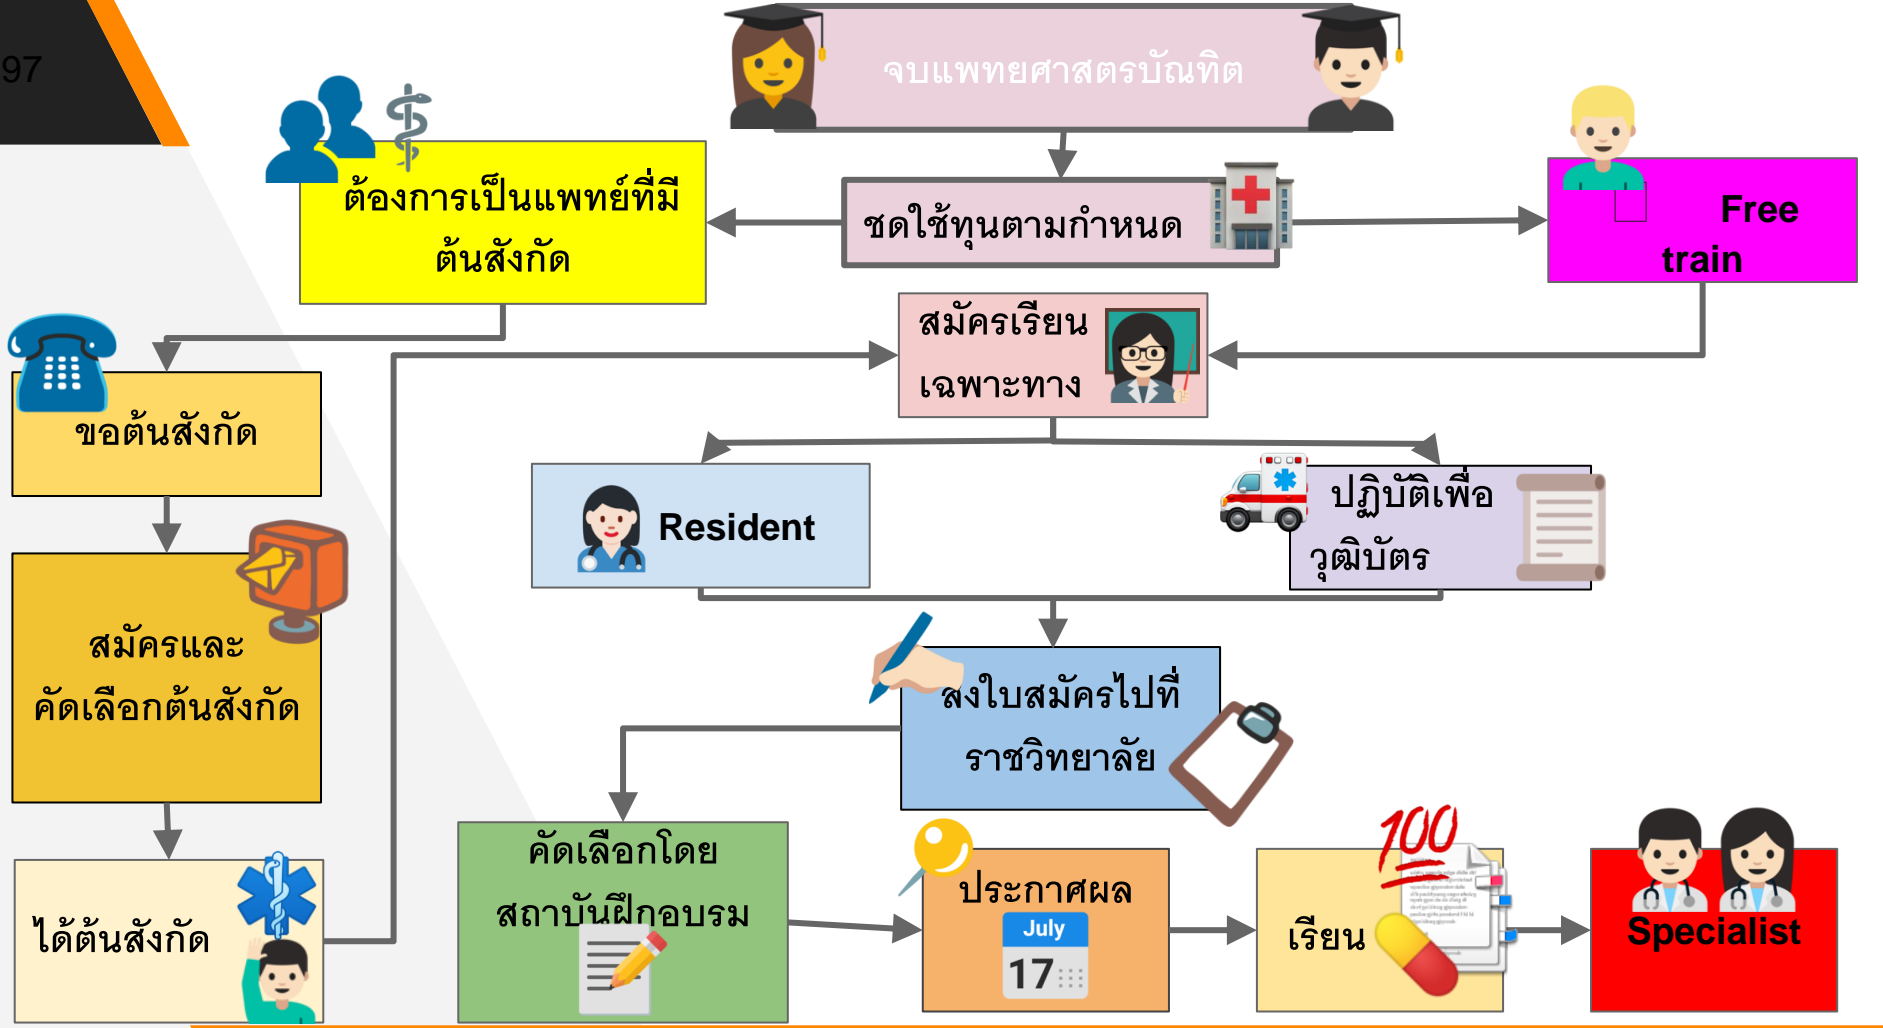 97
จบแพทยศาสตรบัณฑิต
ต้องการเป็นแพทย์ที่มี
ต้นสังกัด
ชดใช้ทุนตามกำหนด
Free
train
สมัครเรียน
เฉพาะทาง
ขอต้นสังกัด
Resident
ปฏิบัติเพื่อ
วุฒิบัตร
สมัครและ
คัดเลือกต้นสังกัด
ส่งใบสมัครไปที่
ราชวิทยาลัย
ได้ต้นสังกัด
คัดเลือกโดย
สถาบันฝึกอบรม
ประกาศผล
July
17
เรียน
100
Specialist